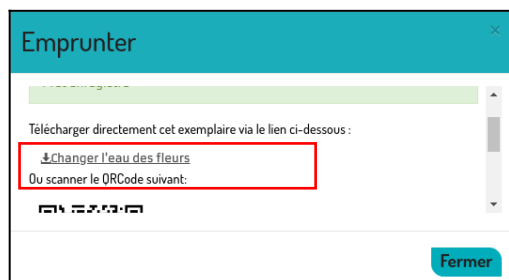 Emprunter
×
Télécharger directement cet exemplaire via le lien ci-dessous :
Changer l'eau des fleurs
Ou scanner le QRCode suivant:
Fermer